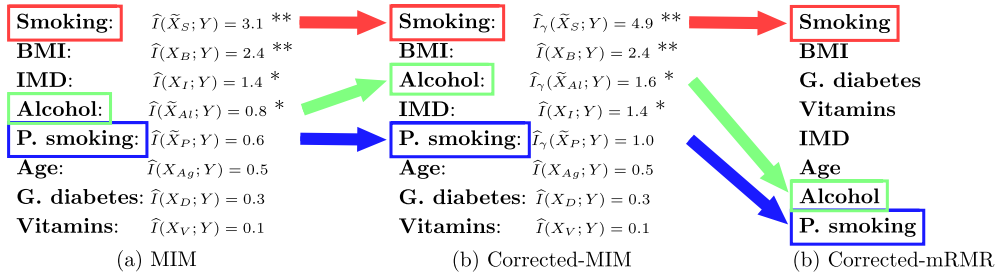 Smoking: Î(X̃_S; Y) = 3.1 **
BMI: Î(X_B; Y) = 2.4 **
IMD: Î(X_I; Y) = 1.4 *
Alcohol: Î(X̃_Al; Y) = 0.8 *
P. smoking: Î(X̃_P; Y) = 0.6
Age: Î(X_Ag; Y) = 0.5
G. diabetes: Î(X_D; Y) = 0.3
Vitamins: Î(X_V; Y) = 0.1
(a) MIM
Smoking: Î_γ(X̃_S; Y) = 4.9 **
BMI: Î(X_B; Y) = 2.4 **
Alcohol: Î_γ(X̃_Al; Y) = 1.6 *
IMD: Î(X_I; Y) = 1.4 *
P. smoking: Î_γ(X̃_P; Y) = 1.0
Age: Î(X_Ag; Y) = 0.5
G. diabetes: Î(X_D; Y) = 0.3
Vitamins: Î(X_V; Y) = 0.1
(b) Corrected-MIM
Smoking
BMI
G. diabetes
Vitamins
IMD
Age
Alcohol
P. smoking
(b) Corrected-mRMR